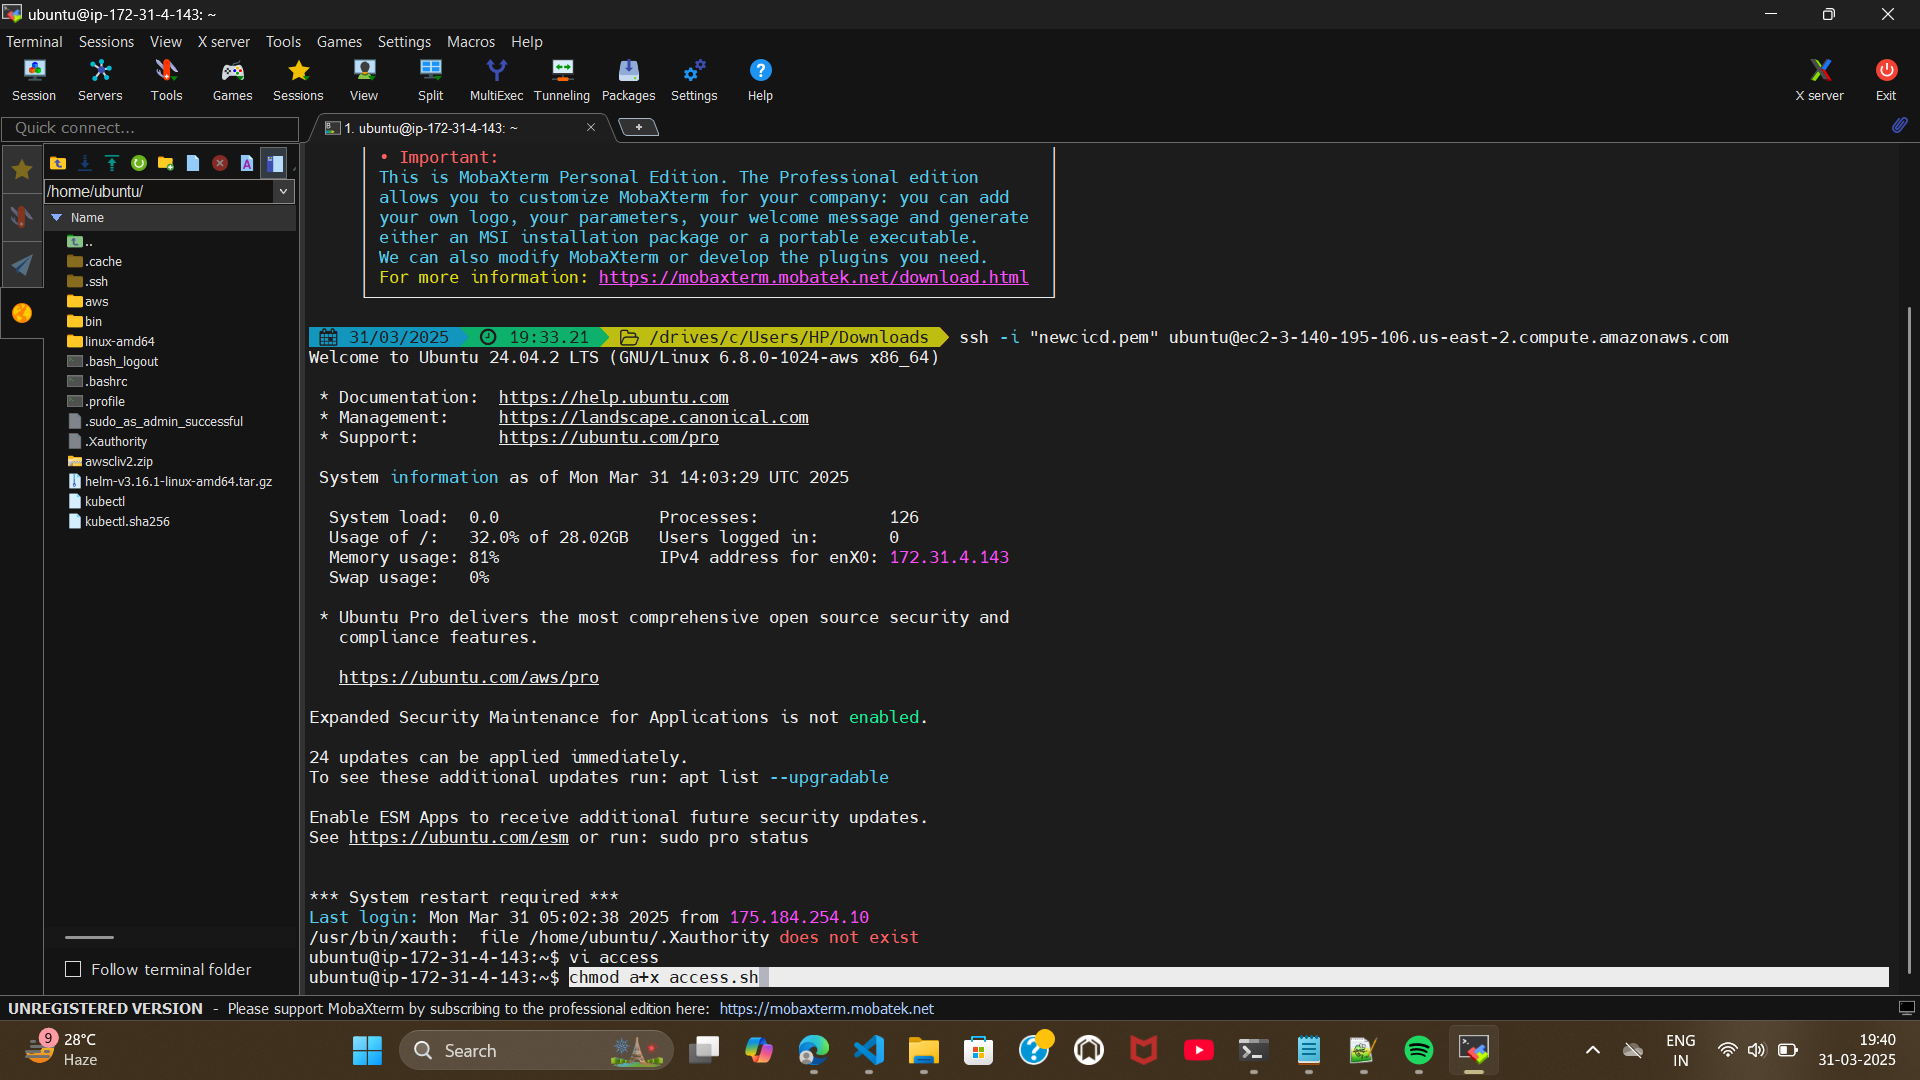 ubuntu@ip-172-31-4-143: ~
Terminal Sessions View X server Tools Games Settings Macros Help
Session Servers Tools Games Sessions View Split MultiExec Tunneling Packages Settings Help X server Exit
Quick connect...
1. ubuntu@ip-172-31-4-143: ~
/home/ubuntu/
Name
..
.cache
.ssh
aws
bin
linux-amd64
.bash_logout
.bashrc
.profile
.sudo_as_admin_successful
.Xauthority
awscliv2.zip
helm-v3.16.1-linux-amd64.tar.gz
kubectl
kubectl.sha256
Follow terminal folder
• Important:
This is MobaXterm Personal Edition. The Professional edition
allows you to customize MobaXterm for your company: you can add
your own logo, your parameters, your welcome message and generate
either an MSI installation package or a portable executable.
We can also modify MobaXterm or develop the plugins you need.
For more information: https://mobaxterm.mobatek.net/download.html
31/03/2025 19:33.21 /drives/c/Users/HP/Downloads ssh -i "newcicd.pem" ubuntu@ec2-3-140-195-106.us-east-2.compute.amazonaws.com
Welcome to Ubuntu 24.04.2 LTS (GNU/Linux 6.8.0-1024-aws x86_64)
* Documentation: https://help.ubuntu.com
* Management: https://landscape.canonical.com
* Support: https://ubuntu.com/pro
System information as of Mon Mar 31 14:03:29 UTC 2025
System load: 0.0 Processes: 126
Usage of /: 32.0% of 28.02GB Users logged in: 0
Memory usage: 81% IPv4 address for enX0: 172.31.4.143
Swap usage: 0%
* Ubuntu Pro delivers the most comprehensive open source security and
compliance features.
https://ubuntu.com/aws/pro
Expanded Security Maintenance for Applications is not enabled.
24 updates can be applied immediately.
To see these additional updates run: apt list --upgradable
Enable ESM Apps to receive additional future security updates.
See https://ubuntu.com/esm or run: sudo pro status
*** System restart required ***
Last login: Mon Mar 31 05:02:38 2025 from 175.184.254.10
/usr/bin/xauth: file /home/ubuntu/.Xauthority does not exist
ubuntu@ip-172-31-4-143:~$ vi access
ubuntu@ip-172-31-4-143:~$ chmod a+x access.sh
UNREGISTERED VERSION - Please support MobaXterm by subscribing to the professional edition here: https://mobaxterm.mobatek.net
9
28°C
Haze
Search
ENG
IN
19:40
31-03-2025